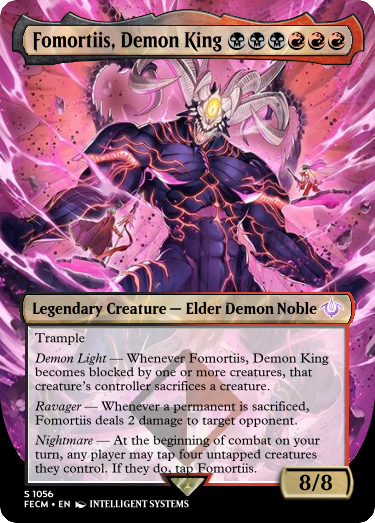 Fomortiis, Demon King
Legendary Creature — Elder Demon Noble
Trample
Demon Light — Whenever Fomortiis, Demon King
becomes blocked by one or more creatures, that
creature's controller sacrifices a creature.
Ravager — Whenever a permanent is sacrificed,
Fomortiis deals 2 damage to target opponent.
Nightmare — At the beginning of combat on your
turn, any player may tap four untapped creatures
they control. If they do, tap Fomortiis.
8/8
S 1056
FECM • EN INTELLIGENT SYSTEMS